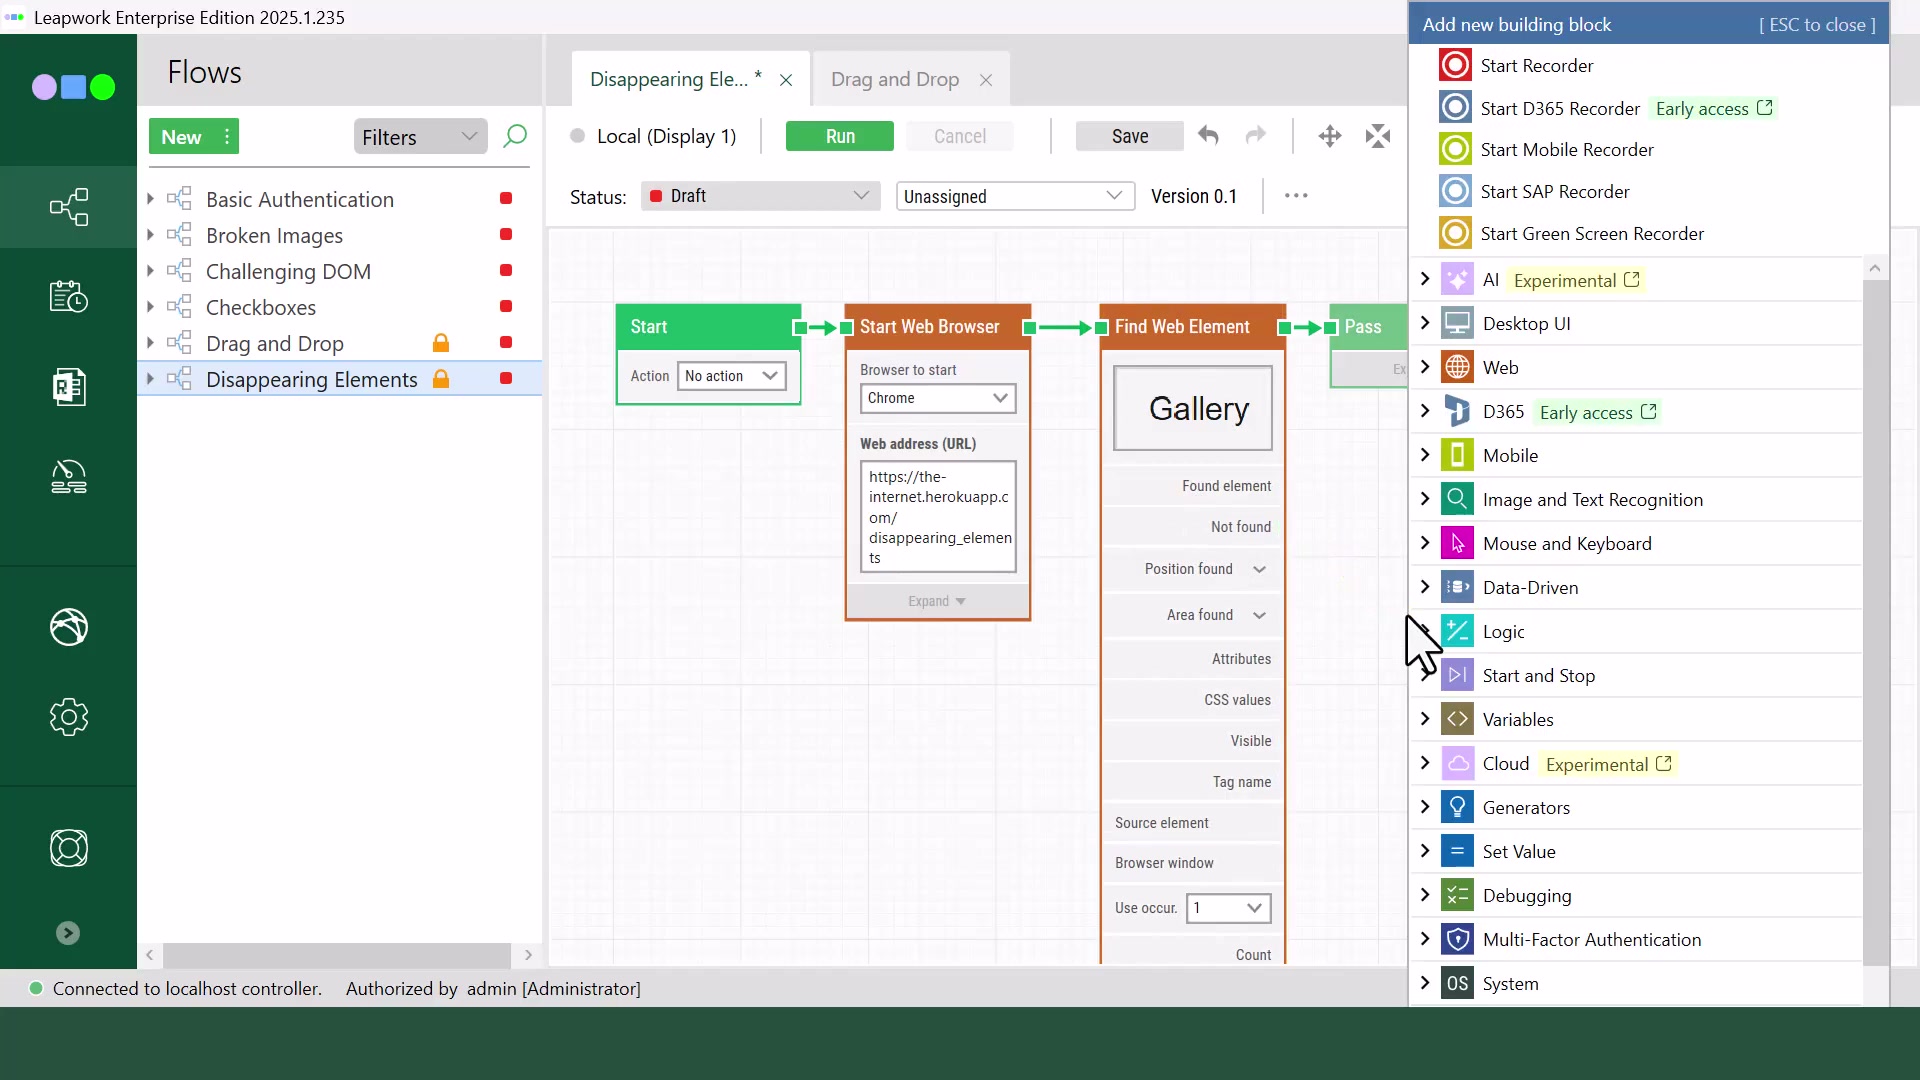 Leapwork Enterprise Edition 2025.1.235
Flows
New
Filters
Basic Authentication
Broken Images
Challenging DOM
Checkboxes
Drag and Drop
Disappearing Elements
Disappearing Ele... *
Drag and Drop
Local (Display 1)
Run
Cancel
Save
Status:
Draft
Unassigned
Version 0.1
Start
Action
No action
Start Web Browser
Browser to start
Chrome
Web address (URL)
https://the-
internet.herokuapp.c
om/
disappearing_elemen
ts
Expand
Find Web Element
Gallery
Found element
Not found
Position found
Area found
Attributes
CSS values
Visible
Tag name
Source element
Browser window
Use occur.
1
Count
Pass
Ex
Add new building block
[ ESC to close ]
Start Recorder
Start D365 Recorder
Early access
Start Mobile Recorder
Start SAP Recorder
Start Green Screen Recorder
AI
Experimental
Desktop UI
Web
D365
Early access
Mobile
Image and Text Recognition
Mouse and Keyboard
Data-Driven
Logic
Start and Stop
Variables
Cloud
Experimental
Generators
Set Value
Debugging
Multi-Factor Authentication
OS
System
Connected to localhost controller.
Authorized by admin [Administrator]